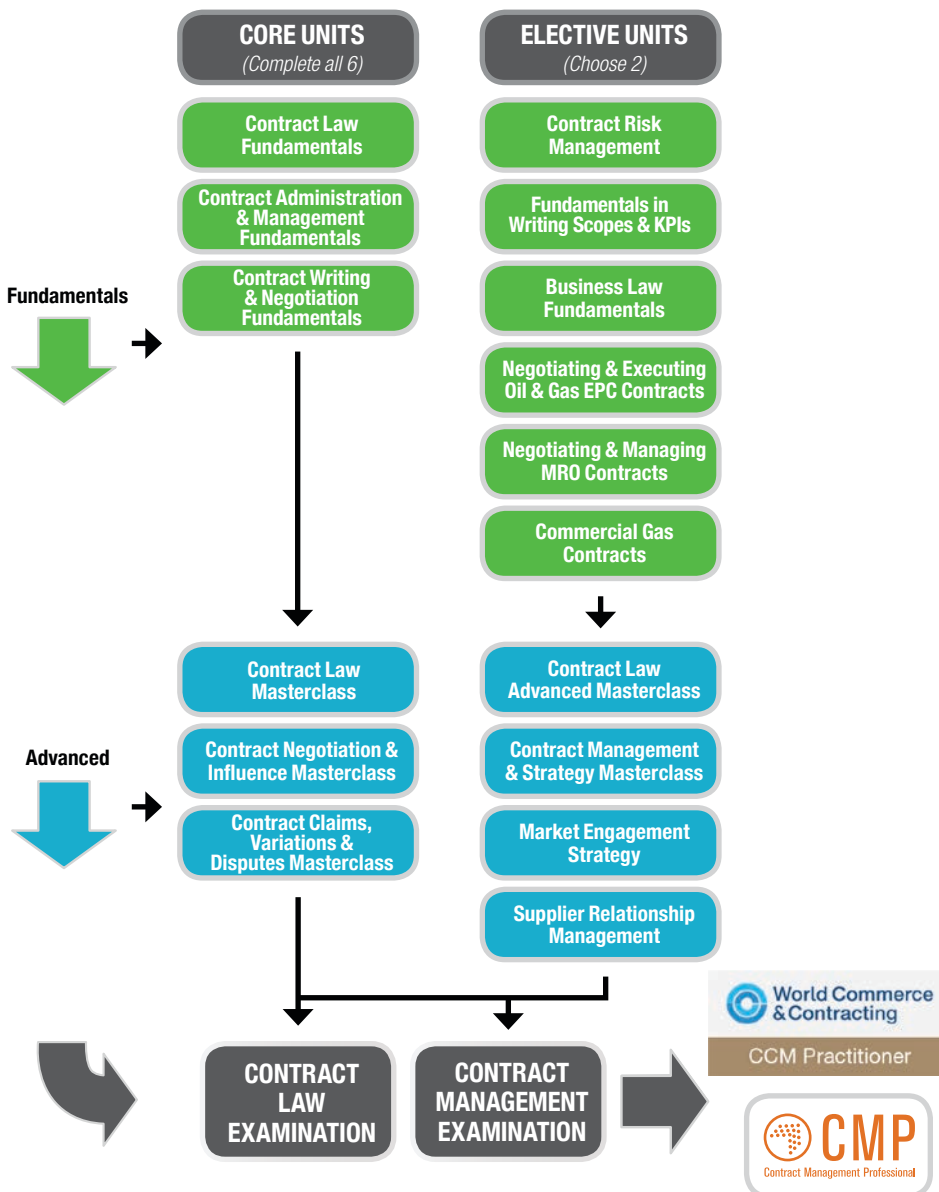 CORE UNITS
(Complete all 6)
Contract Law
Fundamentals
Contract Administration
& Management
Fundamentals
Contract Writing
& Negotiation
Fundamentals
ELECTIVE UNITS
(Choose 2)
Contract Risk
Management
Fundamentals in
Writing Scopes & KPIs
Business Law
Fundamentals
Negotiating & Executing
Oil & Gas EPC Contracts
Negotiating & Managing
MRO Contracts
Commercial Gas
Contracts
Fundamentals
Contract Law
Masterclass
Contract Negotiation &
Influence Masterclass
Contract Claims,
Variations &
Disputes Masterclass
Contract Law
Advanced Masterclass
Contract Management
& Strategy Masterclass
Market Engagement
Strategy
Supplier Relationship
Management
Advanced
CONTRACT
LAW
EXAMINATION
CONTRACT
MANAGEMENT
EXAMINATION
World Commerce
& Contracting
CCM Practitioner
CMP
Contract Management Professional